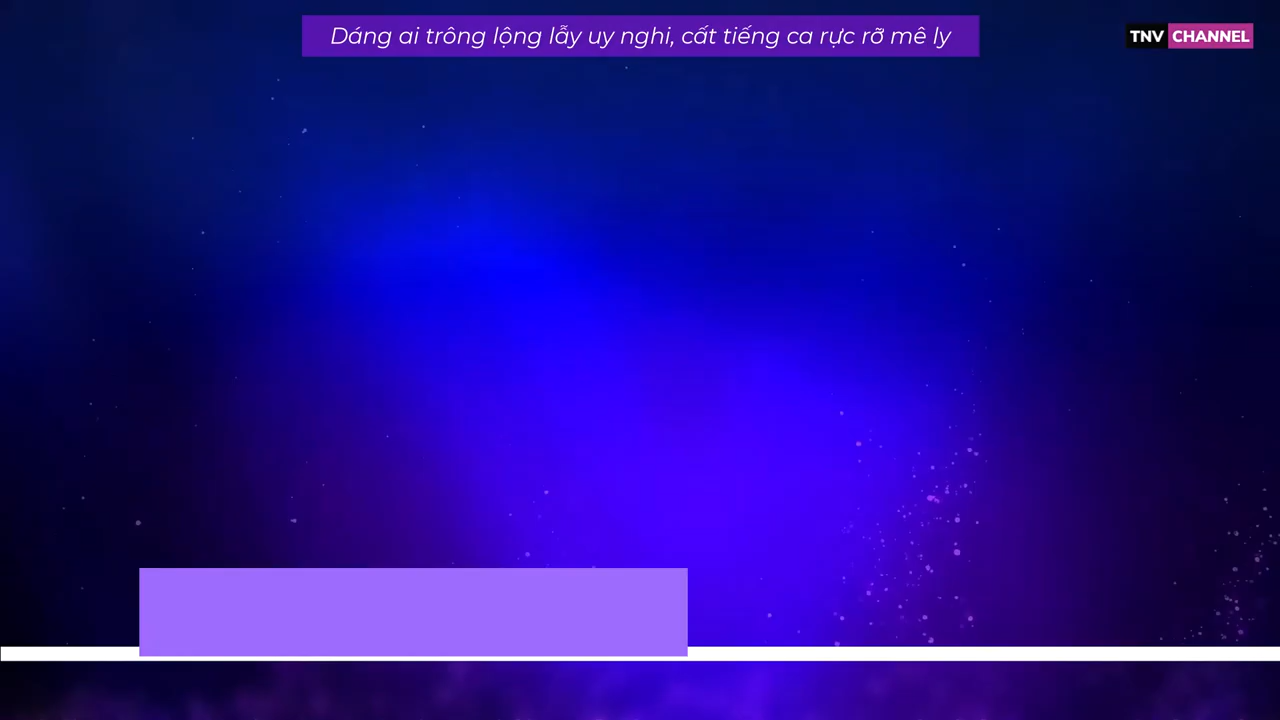 Dáng ai trông lộng lẫy uy nghi, cất tiếng ca rực rỡ mê ly
TNV CHANNEL